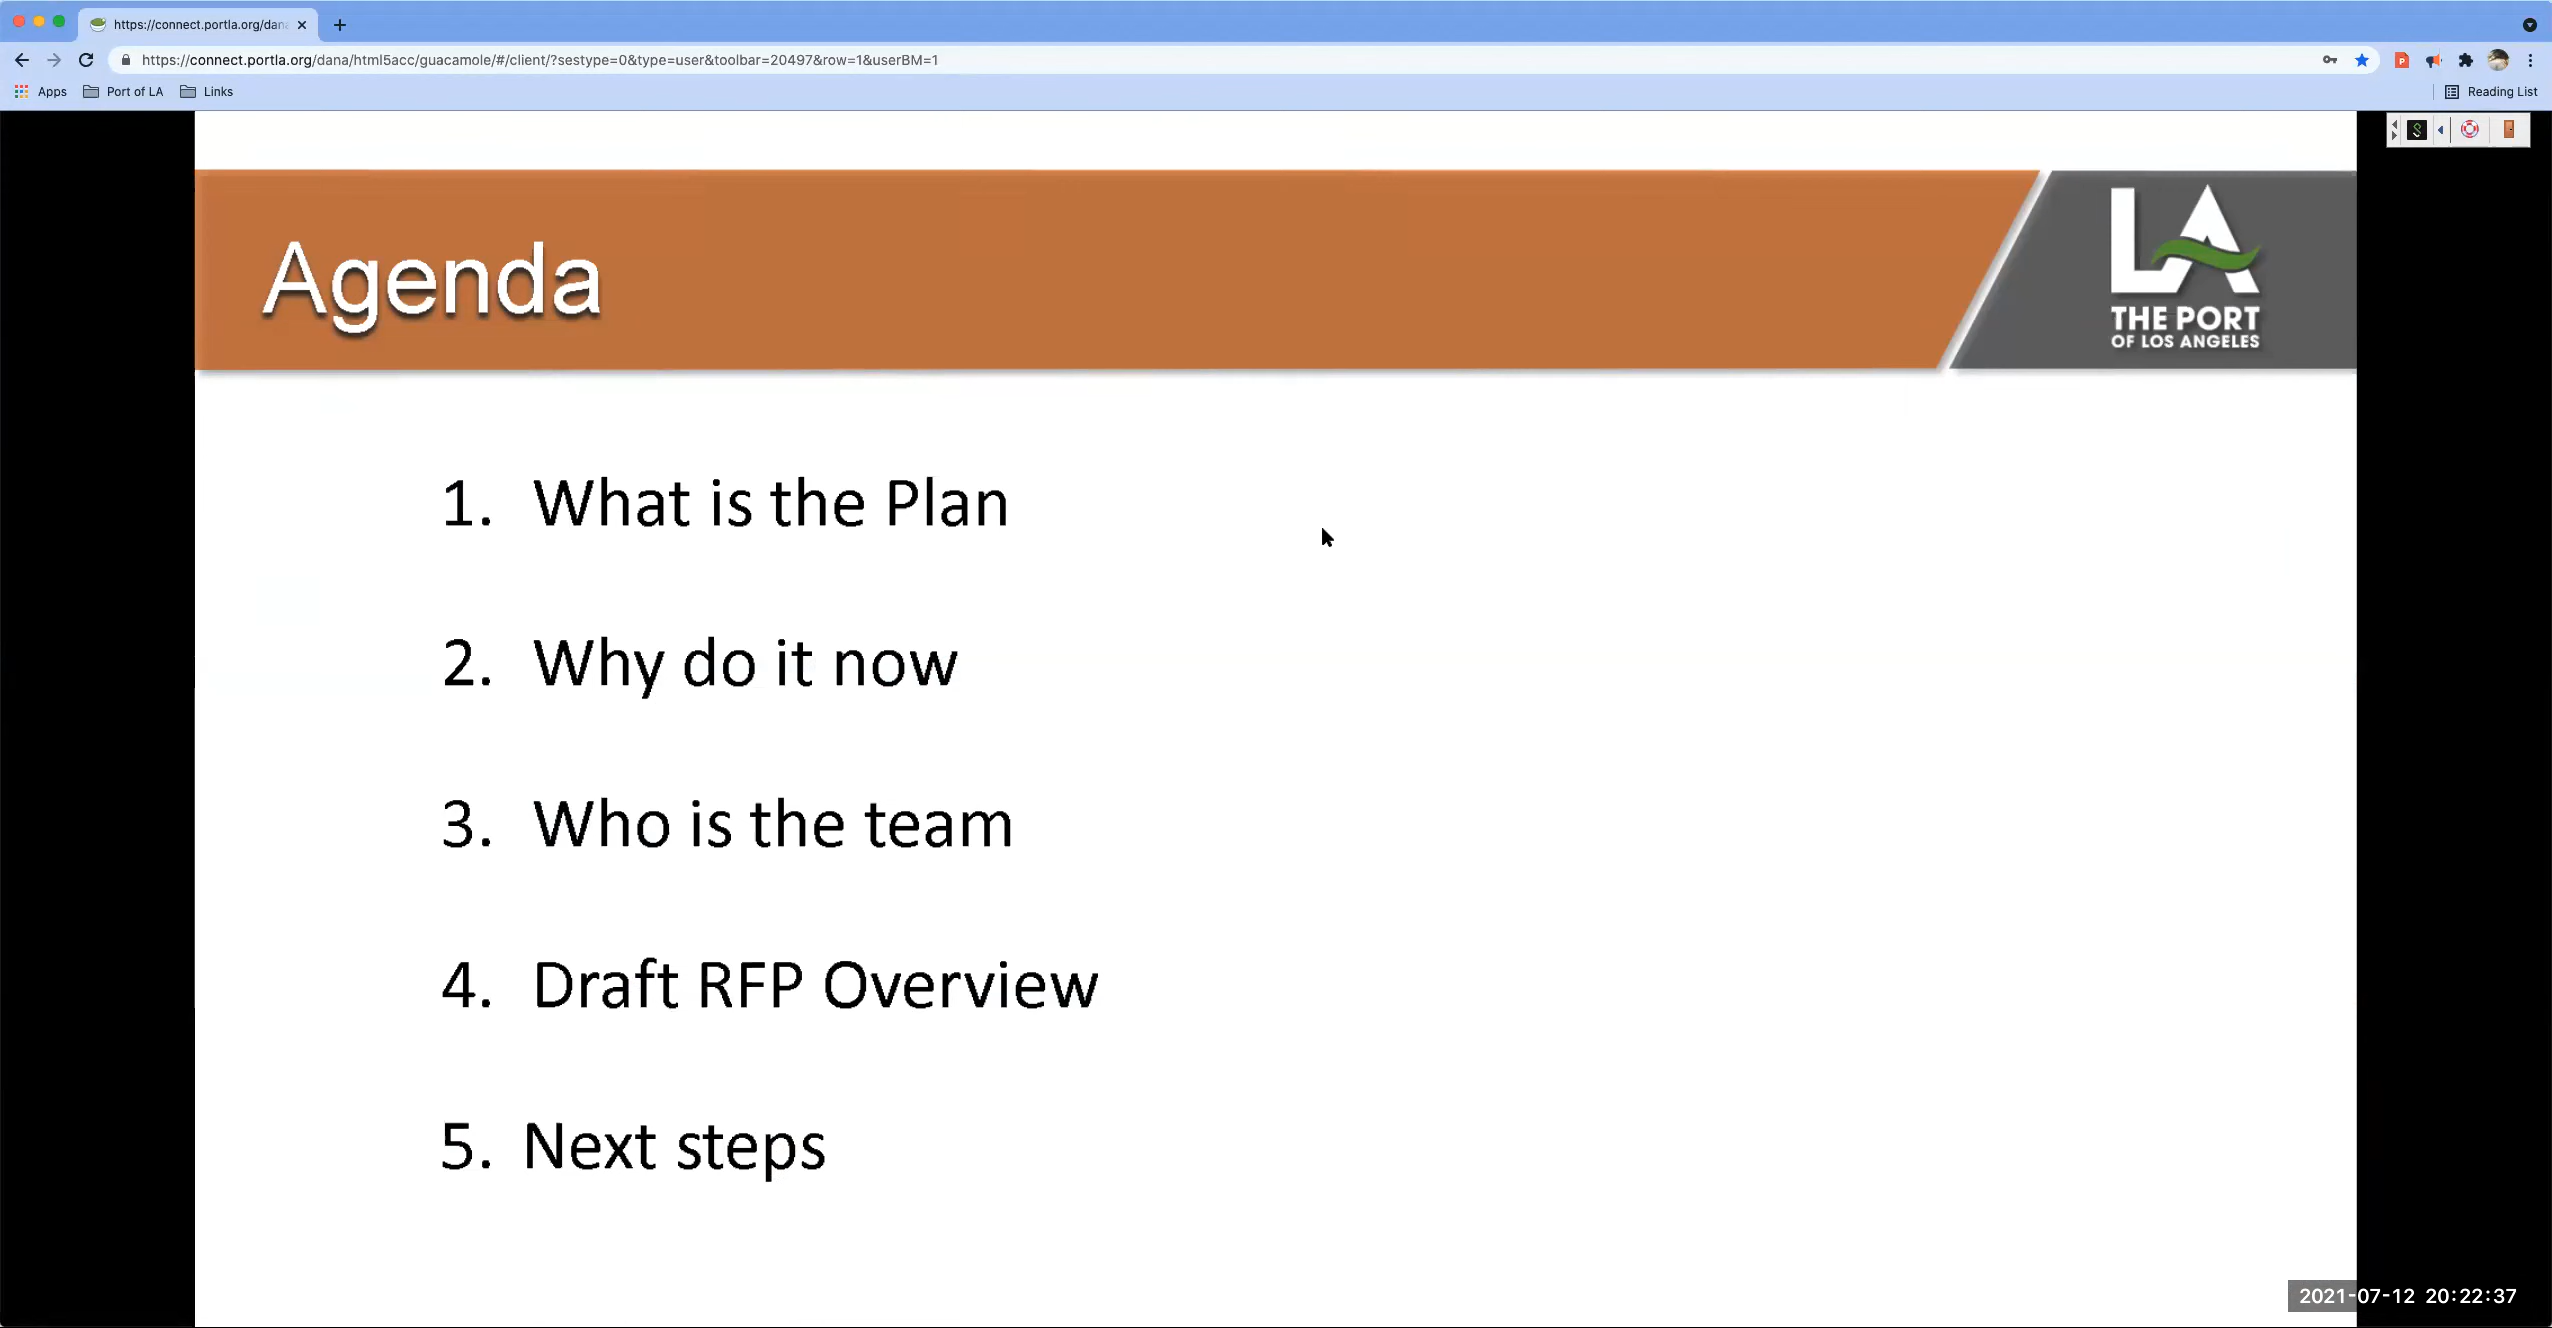 https://connect.portla.org/dana
https://connect.portla.org/dana/html5acc/guacamole/#/client/?sestype=0&type=user&toolbar=20497&row=1&userBM=1
Apps Port of LA Links Reading List
Agenda
LA
THE PORT
OF LOS ANGELES
1. What is the Plan
2. Why do it now
3. Who is the team
4. Draft RFP Overview
5. Next steps
2021-07-12 20:22:37